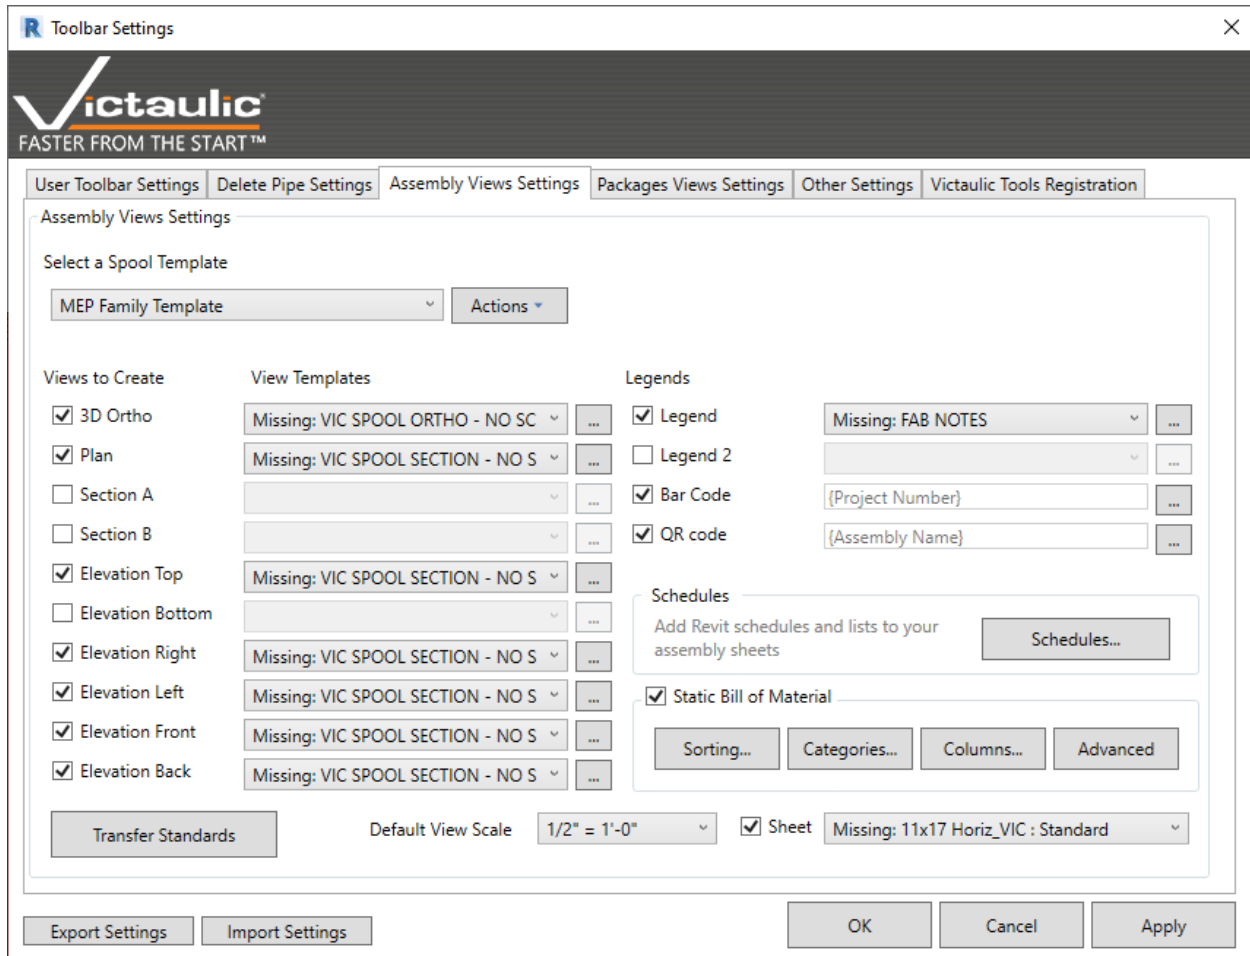 Toolbar Settings
Victaulic
FASTER FROM THE START™
User Toolbar Settings Delete Pipe Settings Assembly Views Settings Packages Views Settings Other Settings Victaulic Tools Registration
Assembly Views Settings
Select a Spool Template
MEP Family Template Actions
Views to Create View Templates Legends
3D Ortho Missing: VIC SPOOL ORTHO - NO SC ... Legend Missing: FAB NOTES ...
Plan Missing: VIC SPOOL SECTION - NO S ... Legend 2 ...
Section A ... Bar Code {Project Number} ...
Section B ... QR code {Assembly Name} ...
Elevation Top Missing: VIC SPOOL SECTION - NO S ...
Schedules
Elevation Bottom ...
Add Revit schedules and lists to your
assembly sheets
Schedules...
Elevation Right Missing: VIC SPOOL SECTION - NO S ...
Elevation Left Missing: VIC SPOOL SECTION - NO S ... Static Bill of Material
Elevation Front Missing: VIC SPOOL SECTION - NO S ...
Sorting... Categories... Columns... Advanced
Elevation Back Missing: VIC SPOOL SECTION - NO S ...
Transfer Standards Default View Scale 1/2" = 1'-0" Sheet Missing: 11x17 Horiz_VIC : Standard
Export Settings Import Settings OK Cancel Apply